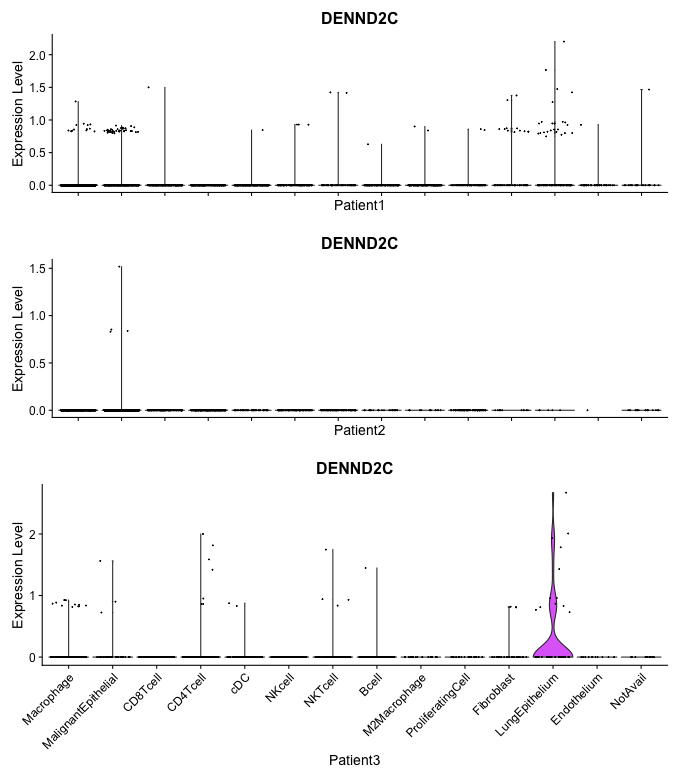 DENND2C
Expression Level
2.0
1.5
1.0
0.5
0.0
Patient1
DENND2C
Expression Level
1.5
1.0
0.5
0.0
Patient2
DENND2C
Expression Level
2
1
0
Macrophage
MalignantEpithelial
CD8Tcell
CD4Tcell
cDC
NKcell
NKTcell
Bcell
M2Macrophage
ProliferatingCell
Fibroblast
LungEpithelium
Endothelium
NotAvail
Patient3